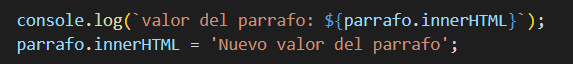 console.log(`valor del parrafo: ${parrafo.innerHTML}`);
parrafo.innerHTML = 'Nuevo valor del parrafo';